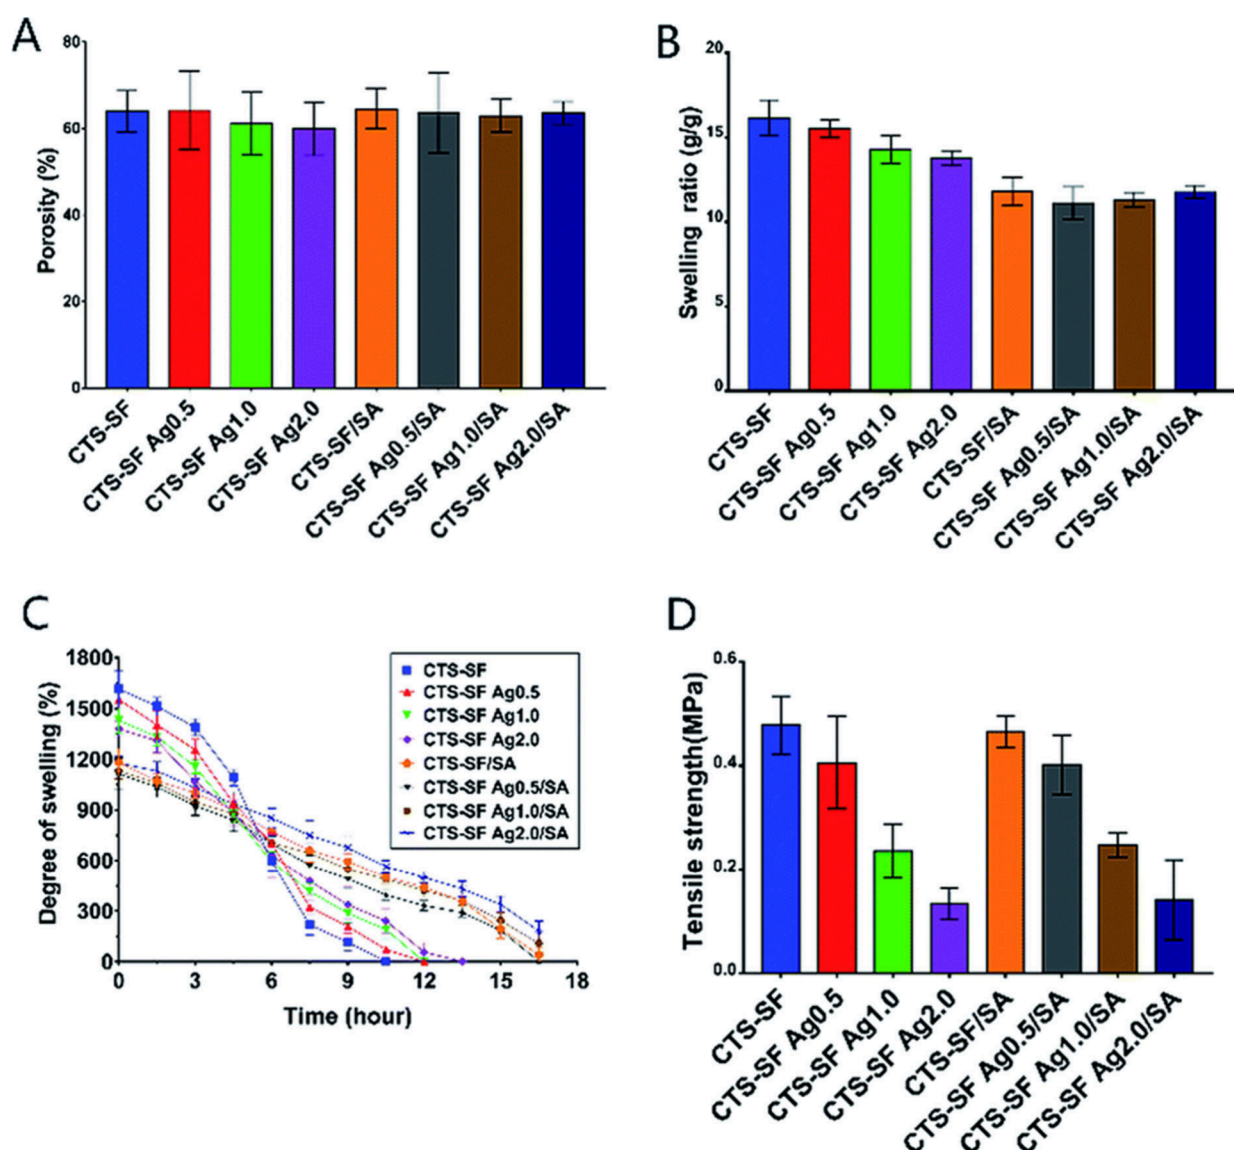 A
80
60
40
20
0
Porosity (%)
CTS-SF
CTS-SF Ag0.5
CTS-SF Ag1.0
CTS-SF Ag2.0
CTS-SF/SA
CTS-SF Ag0.5/SA
CTS-SF Ag1.0/SA
CTS-SF Ag2.0/SA
B
20
15
10
5
0
Swelling ratio (g/g)
CTS-SF
CTS-SF Ag0.5
CTS-SF Ag1.0
CTS-SF Ag2.0
CTS-SF/SA
CTS-SF Ag0.5/SA
CTS-SF Ag1.0/SA
CTS-SF Ag2.0/SA
C
1800
1500
1200
900
600
300
0
Degree of swelling (%)
CTS-SF
CTS-SF Ag0.5
CTS-SF Ag1.0
CTS-SF Ag2.0
CTS-SF/SA
CTS-SF Ag0.5/SA
CTS-SF Ag1.0/SA
CTS-SF Ag2.0/SA
0 3 6 9 12 15 18
Time (hour)
D
0.6
0.4
0.2
0.0
Tensile strength(MPa)
CTS-SF
CTS-SF Ag0.5
CTS-SF Ag1.0
CTS-SF Ag2.0
CTS-SF/SA
CTS-SF Ag0.5/SA
CTS-SF Ag1.0/SA
CTS-SF Ag2.0/SA